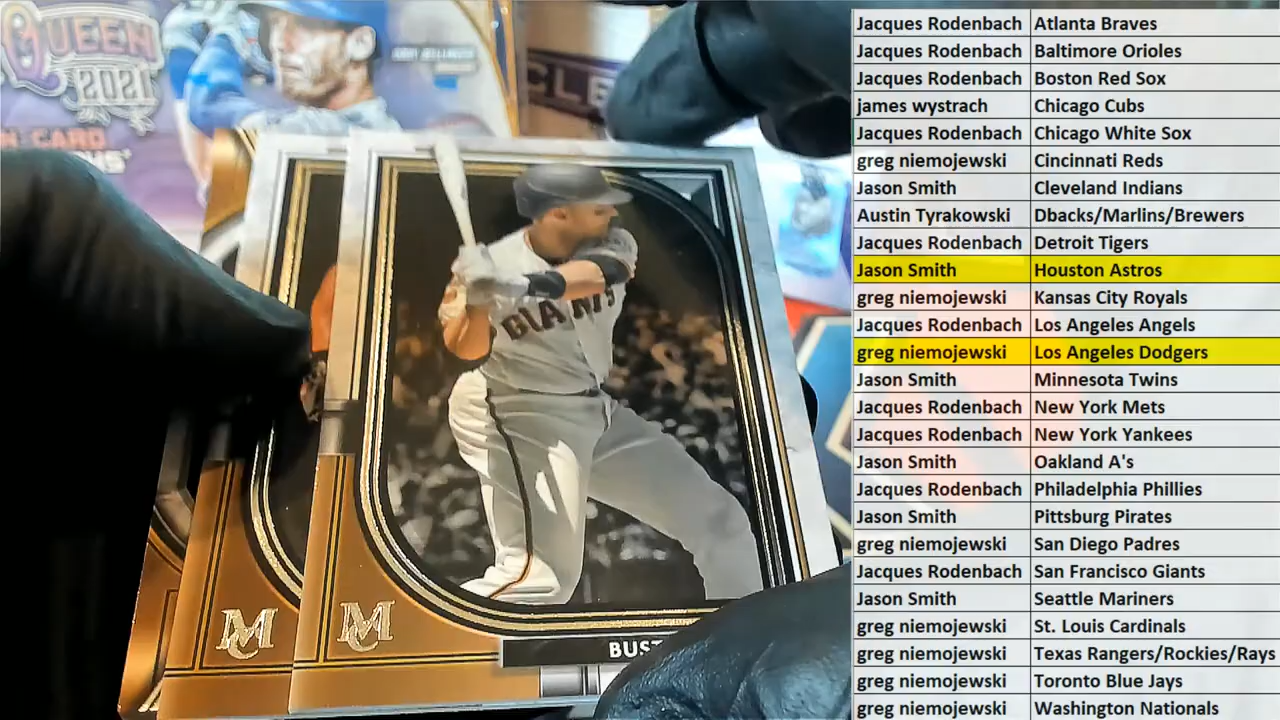 QUEEN
2021
CARD
CLE
GIANTS
M
M
BUST
Jacques Rodenbach Atlanta Braves
Jacques Rodenbach Baltimore Orioles
Jacques Rodenbach Boston Red Sox
james wystrach Chicago Cubs
Jacques Rodenbach Chicago White Sox
greg niemojewski Cincinnati Reds
Jason Smith Cleveland Indians
Austin Tyrakowski Dbacks/Marlins/Brewers
Jacques Rodenbach Detroit Tigers
Jason Smith Houston Astros
greg niemojewski Kansas City Royals
Jacques Rodenbach Los Angeles Angels
greg niemojewski Los Angeles Dodgers
Jason Smith Minnesota Twins
Jacques Rodenbach New York Mets
Jacques Rodenbach New York Yankees
Jason Smith Oakland A's
Jacques Rodenbach Philadelphia Phillies
Jason Smith Pittsburg Pirates
greg niemojewski San Diego Padres
Jacques Rodenbach San Francisco Giants
Jason Smith Seattle Mariners
greg niemojewski St. Louis Cardinals
greg niemojewski Texas Rangers/Rockies/Rays
greg niemojewski Toronto Blue Jays
greg niemojewski Washington Nationals